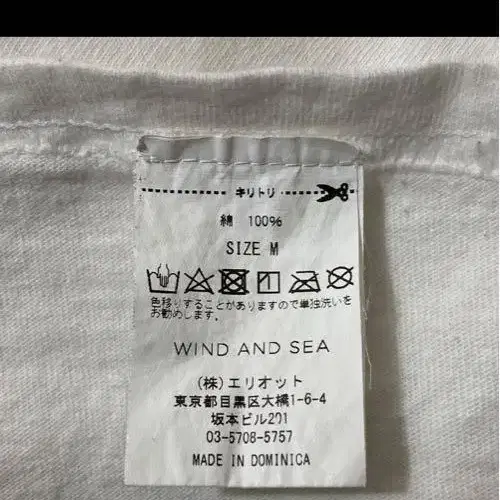 キリトリ
綿 100%
SIZE M
色移りすることがありますので単独洗いを
お勧めします。
WIND AND SEA
(株)エリオット
東京都目黒区大橋1-6-4
坂本ビル201
03-5708-5757
MADE IN DOMINICA